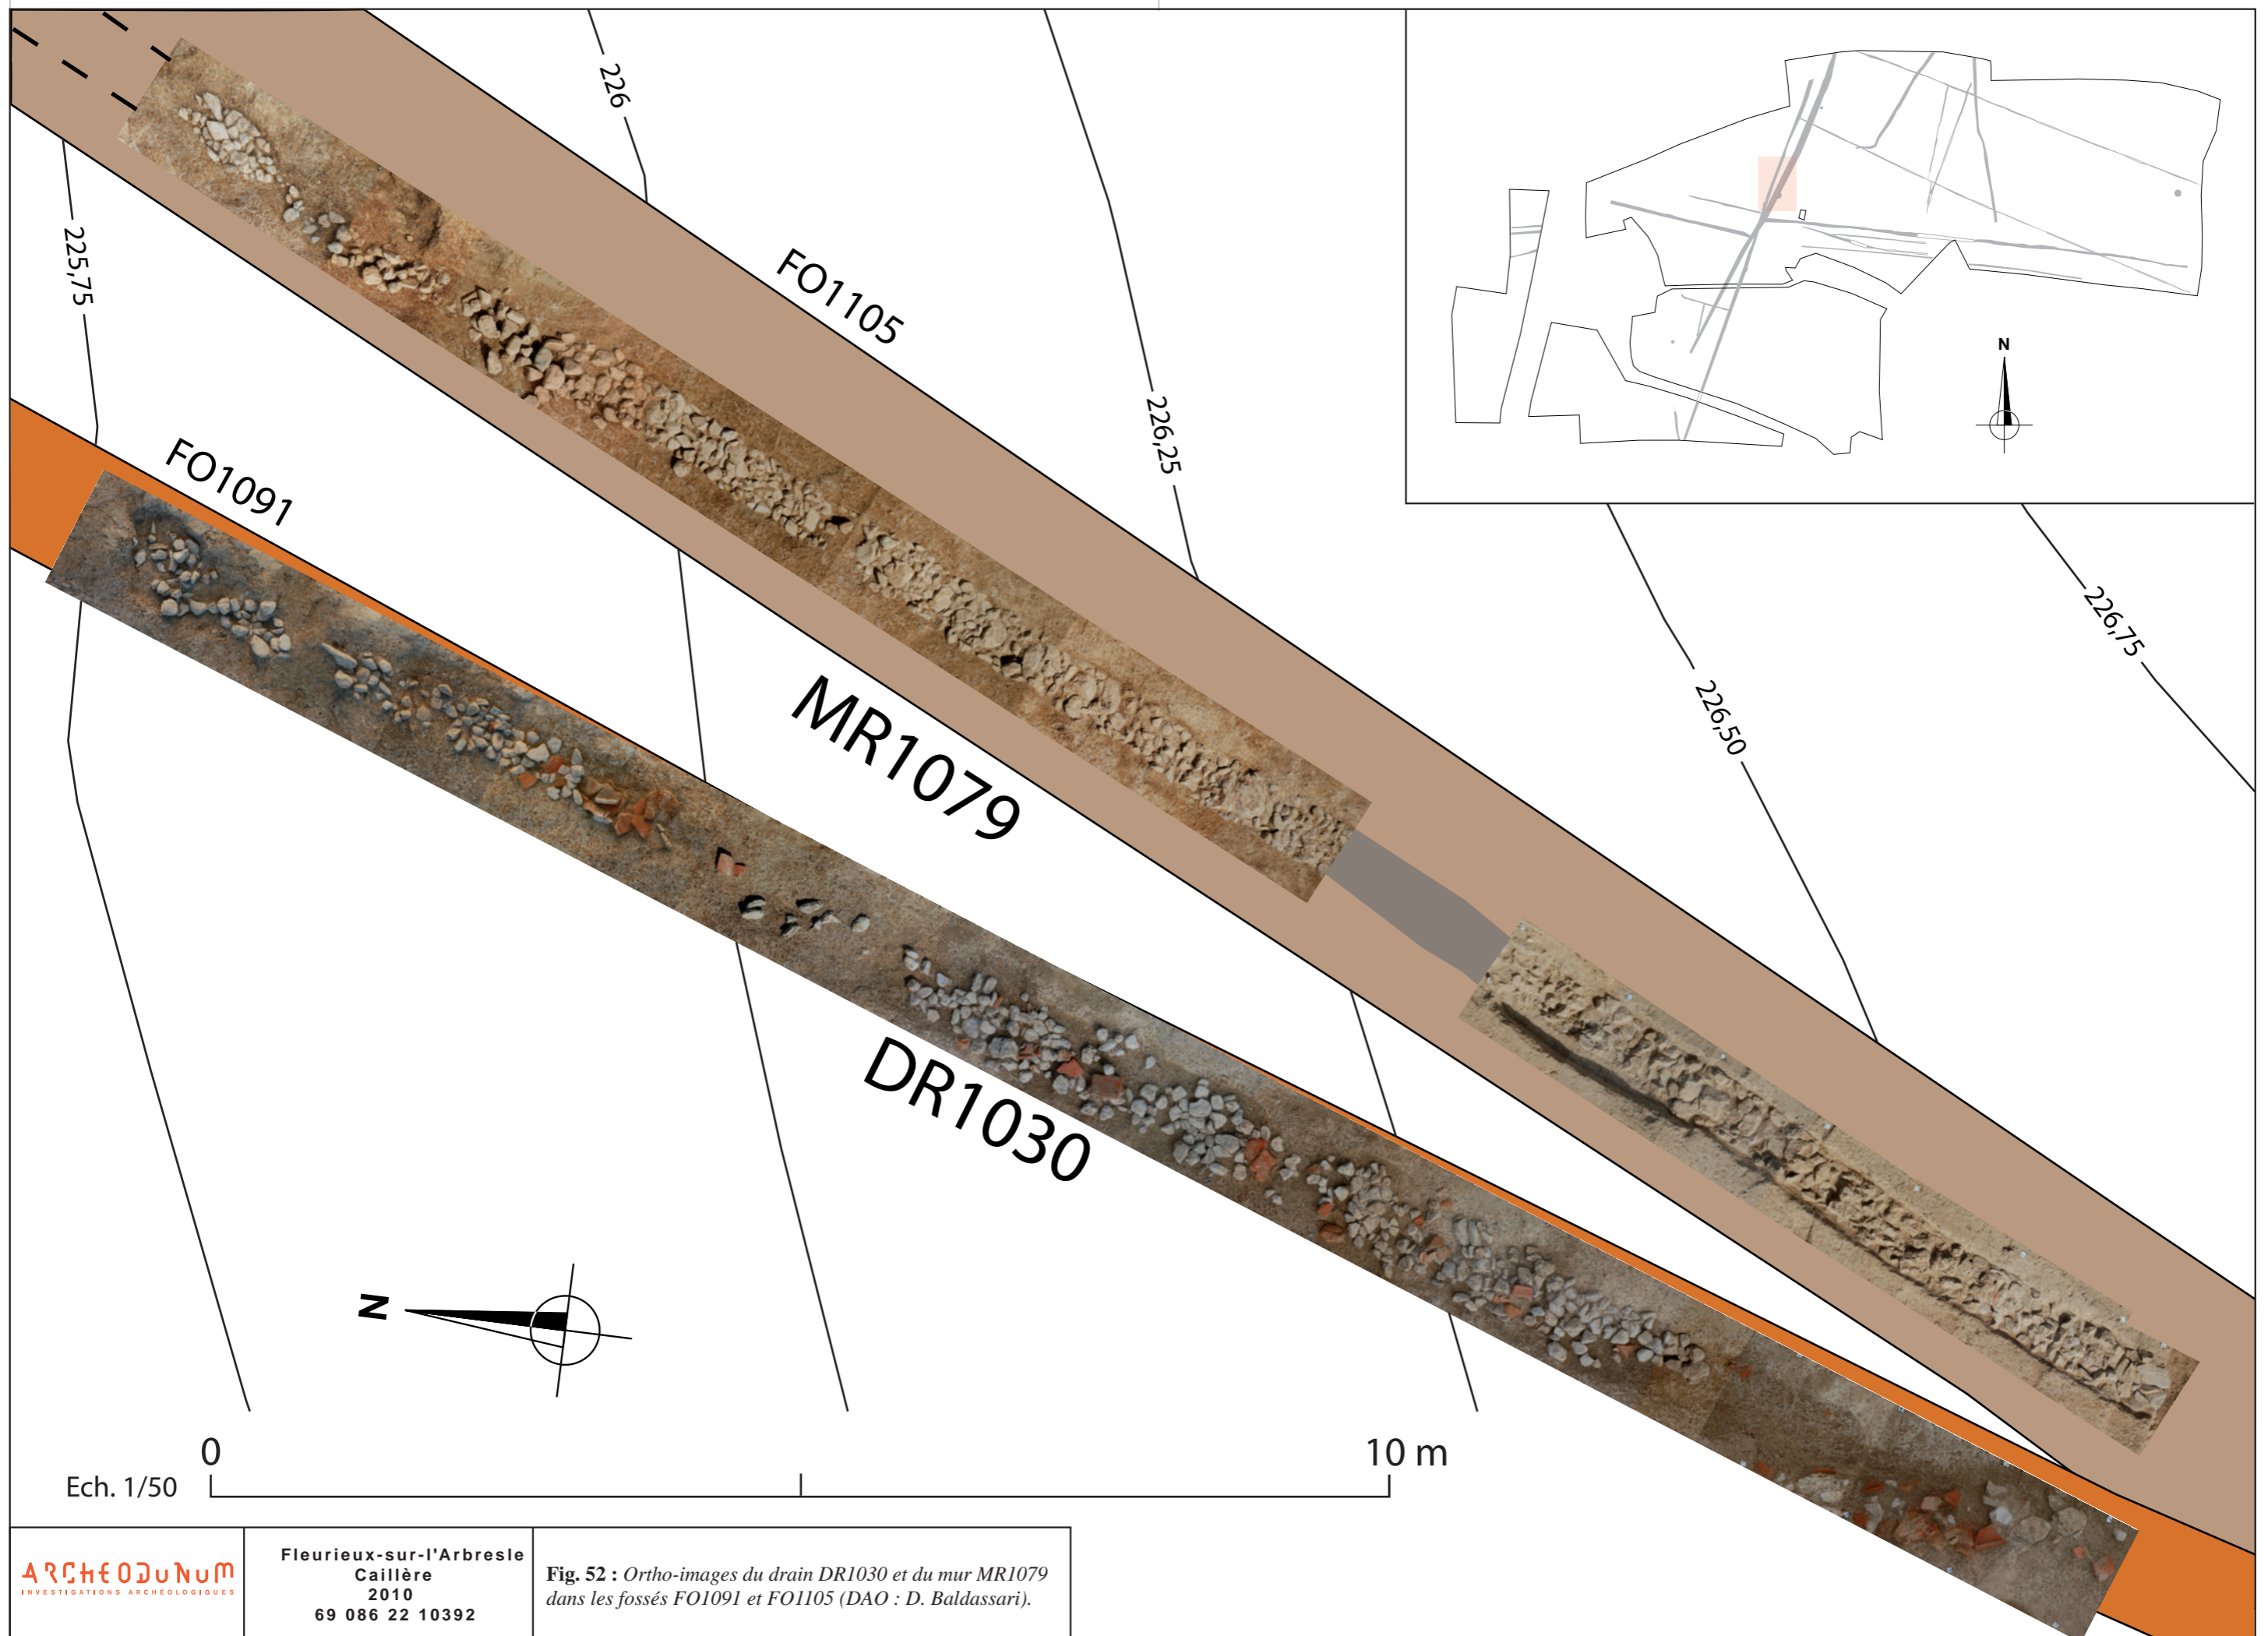 226
225,75
FO1105
226,25
N
FO1091
226,75
226,50
MR1079
DR1030
N
0
10 m
Ech. 1/50
ARCHEODUNUM
INVESTIGATIONS ARCHÉOLOGIQUES
Fleurieux-sur-l'Arbresle
Caillère
2010
69 086 22 10392
Fig. 52 : Ortho-images du drain DR1030 et du mur MR1079
dans les fossés FO1091 et FO1105 (DAO : D. Baldassari).